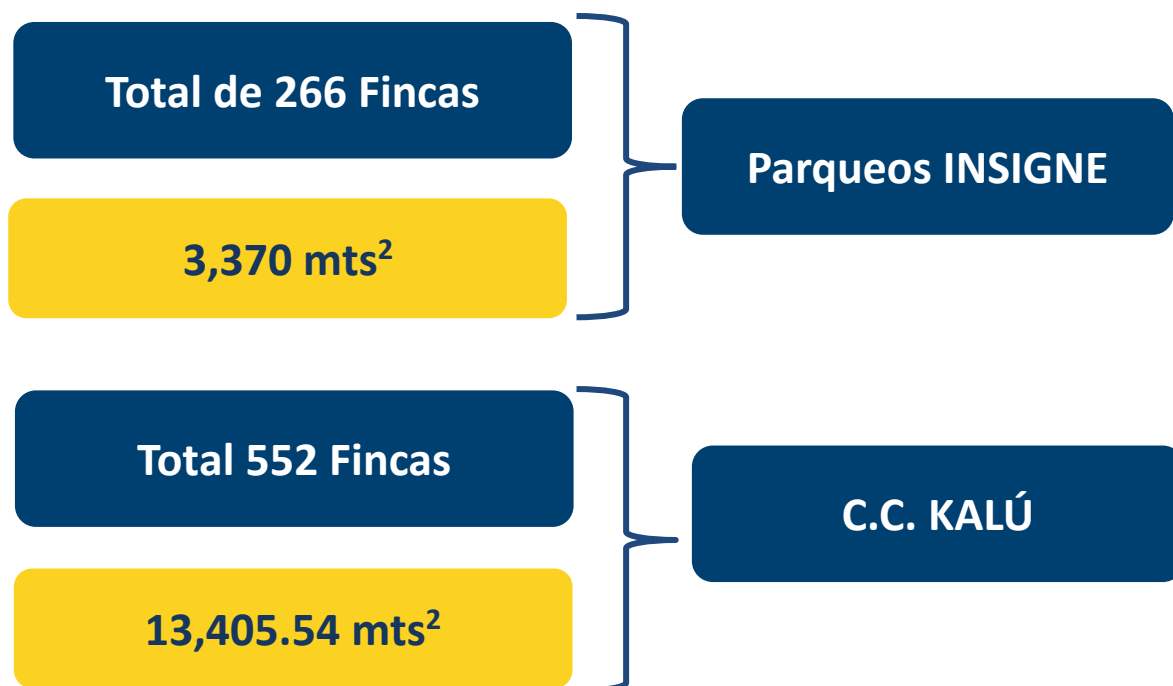 Total de 266 Fincas
3,370 mts²
Parqueos INSIGNE
Total 552 Fincas
13,405.54 mts²
C.C. KALÚ